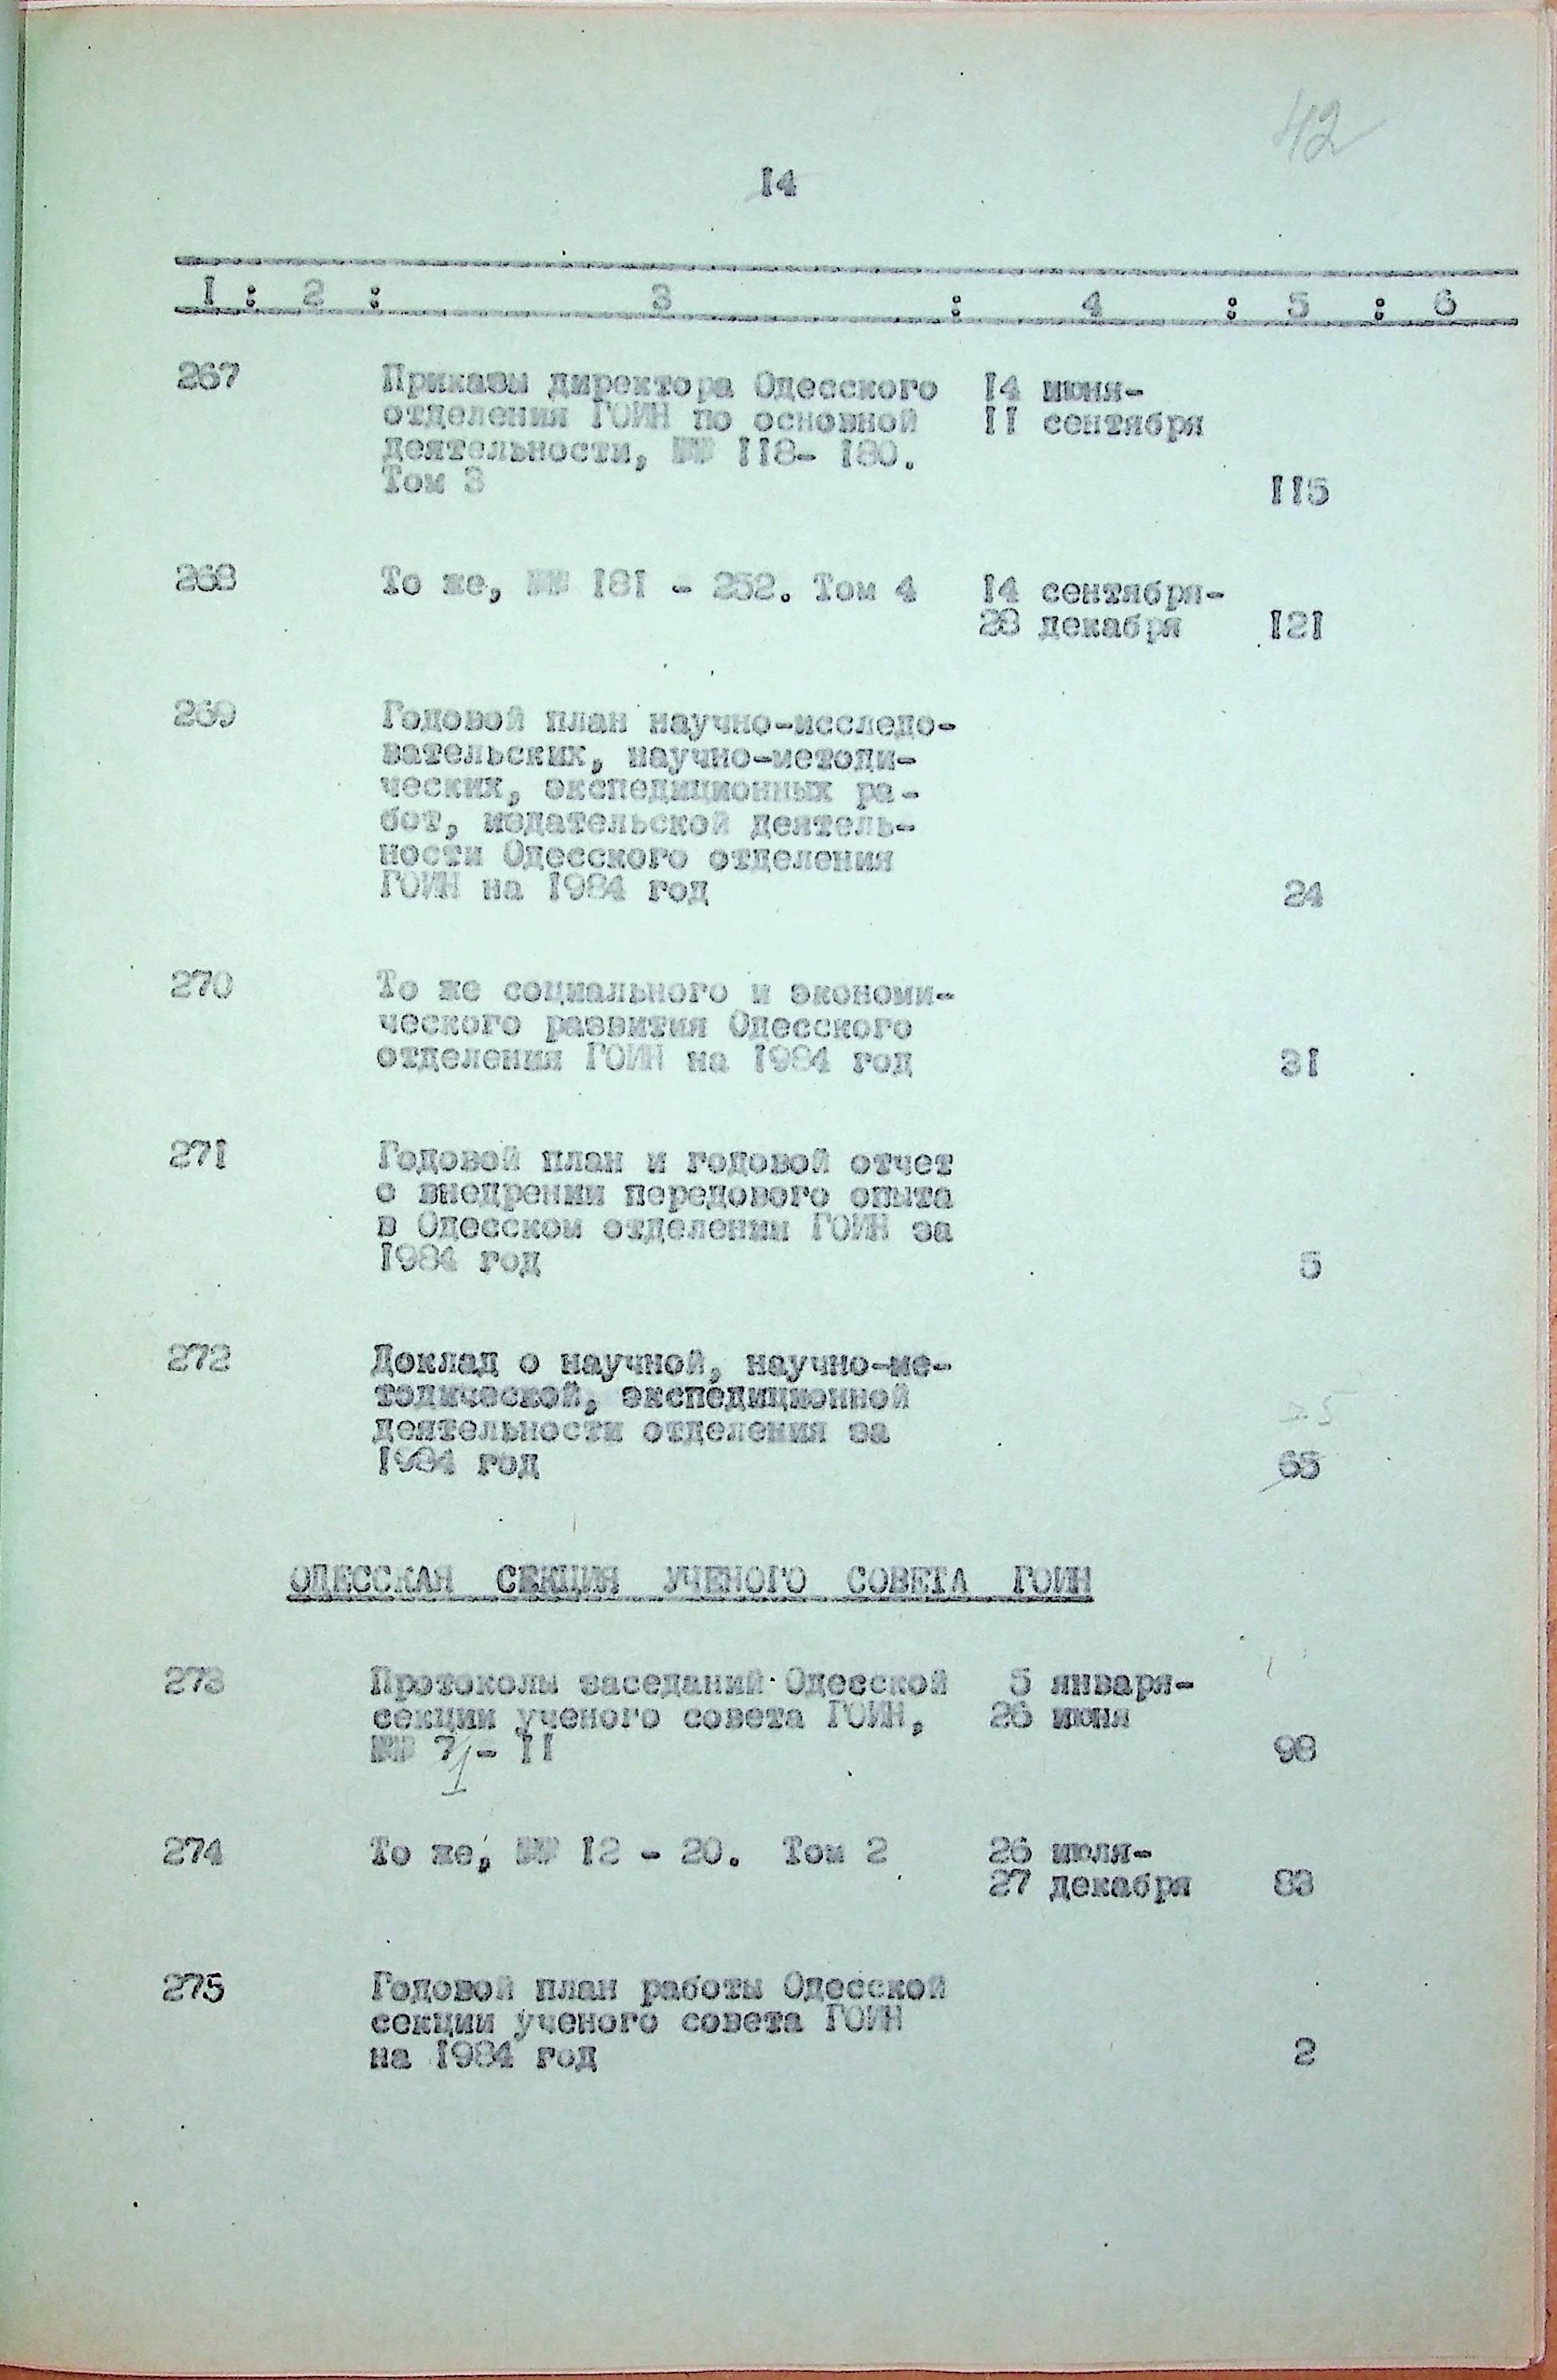 42
14
1 : 2 : 3 : 4 : 5 : 6
267 Приказы директора Одесского 14 июня-
отделения ГОИН по основной 11 сентября
деятельности, №№ 118- 180.
Том 3 115
268 То же, №№ 181 - 252. Том 4 14 сентября-
28 декабря 121
269 Годовой план научно-исследо-
вательских, научно-методи-
ческих, экспедиционных ра-
бот, издательской деятель-
ности Одесского отделения
ГОИН на 1984 год 24
270 То же социального и экономи-
ческого развития Одесского
отделения ГОИН на 1984 год 31
271 Годовой план и годовой отчет
о внедрении передового опыта
в Одесском отделении ГОИН за
1984 год 5
272 Доклад о научной, научно-ме-
тодической, экспедиционной
деятельности отделения за
1984 год 65
ОДЕССКАЯ СЕКЦИЯ УЧЕНОГО СОВЕТА ГОИН
273 Протоколы заседаний Одесской 5 января-
секции ученого совета ГОИН, 26 июня
№№ 7 - 11 98
1
274 То же, №№ 12 - 20. Том 2 26 июля-
27 декабря 83
275 Годовой план работы Одесской
секции ученого совета ГОИН
на 1984 год 2